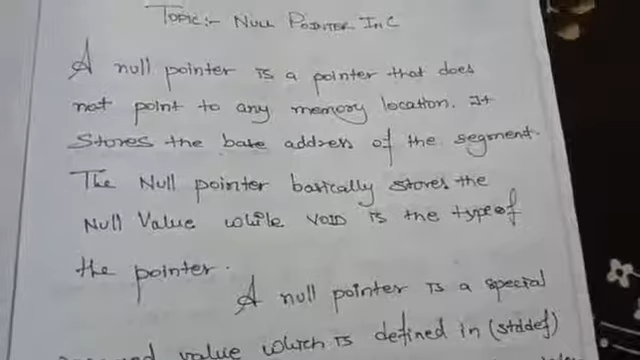 Topic:- Null Pointer In C
A null pointer is a pointer that does
not point to any memory location. It
stores the base address of the segment.
The Null pointer basically stores the
Null Value while VOID is the type of
the pointer.
A null pointer is a special
value which is defined in (stddef)